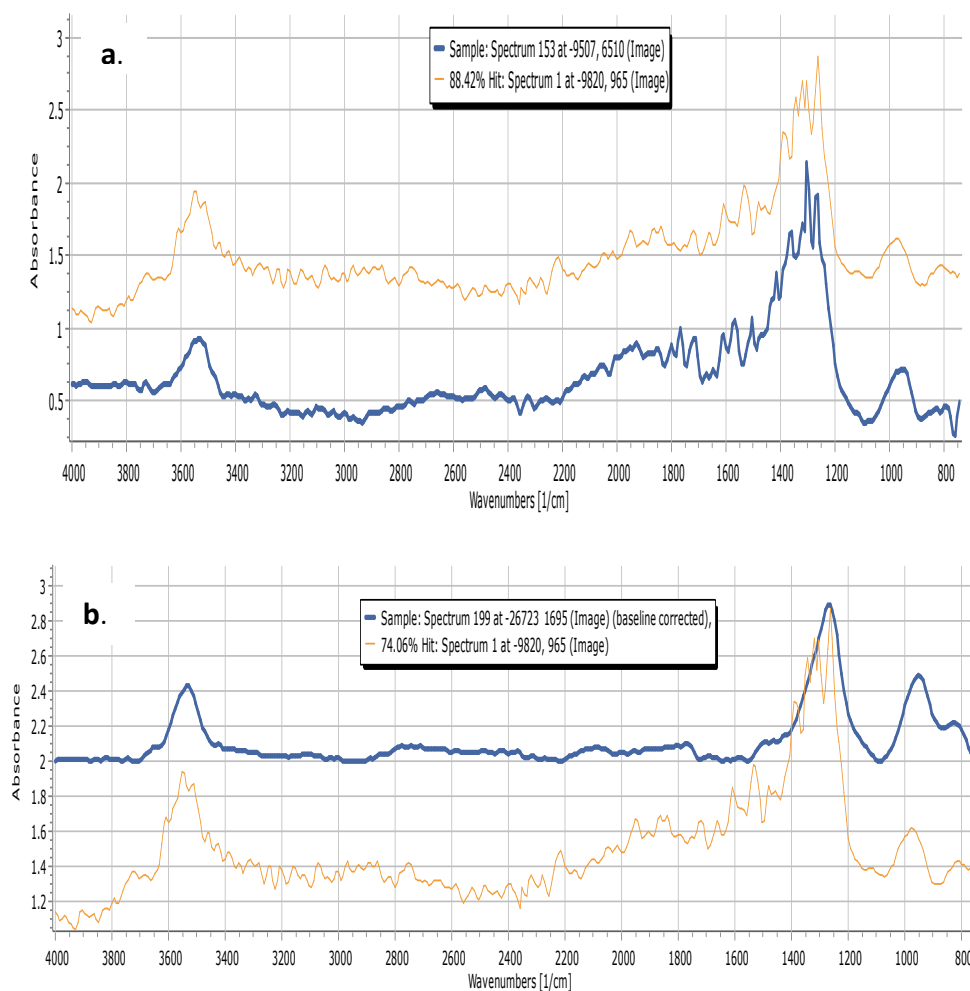 a.
Sample: Spectrum 153 at -9507, 6510 (Image)
88.42% Hit: Spectrum 1 at -9820, 965 (Image)
3
2.5
2
1.5
1
0.5
Absorbance
4000 3600 3200 2800 2600 2400 2200 2000 1800 1600 1400 1200 1000 800
Wavenumbers [1/cm]
b.
Sample: Spectrum 199 at -26723 1695 (Image) (baseline corrected),
74.06% Hit: Spectrum 1 at -9820, 965 (Image)
3
2.8
2.6
2.4
2.2
2
1.8
1.6
1.4
1.2
Absorbance
4000 3600 3400 3200 3000 2800 2600 2400 2200 2000 1800 1600 1400 1200 1000 800
Wavenumbers [1/cm]